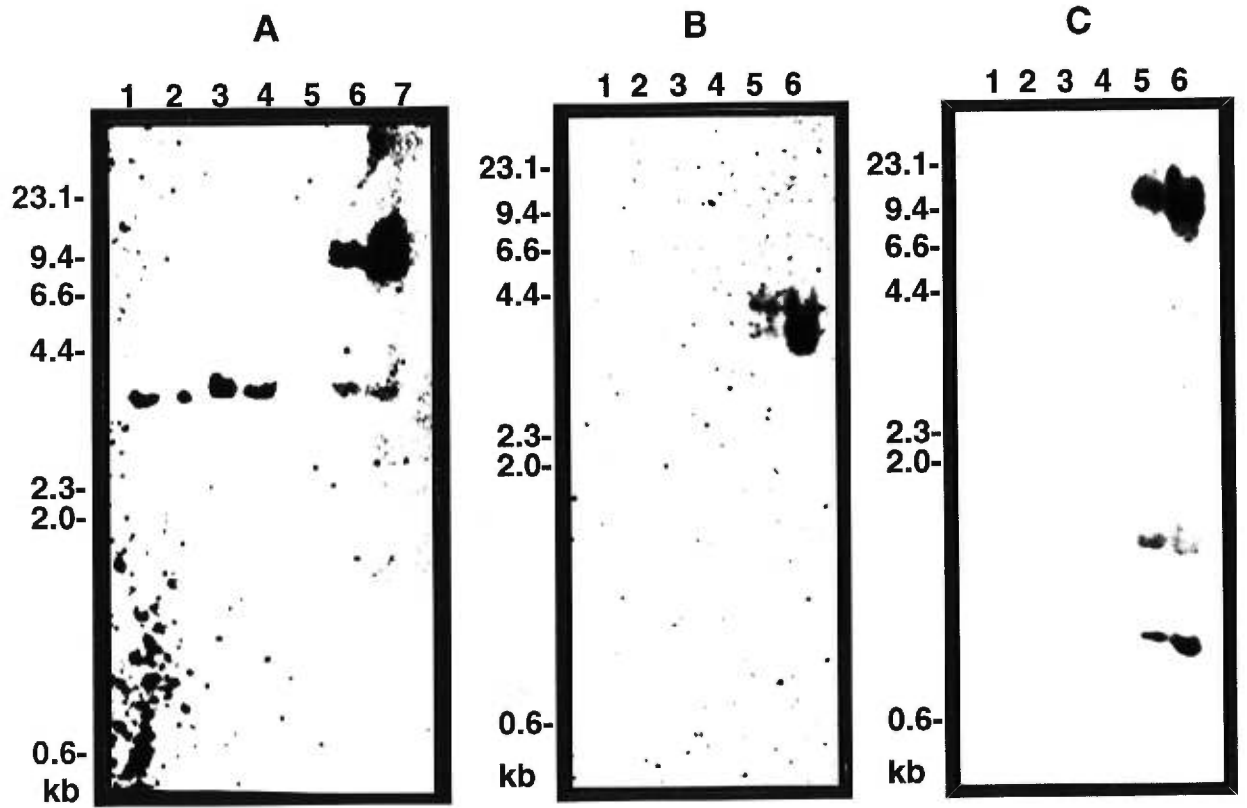 A
1 2 3 4 5 6 7
23.1-
9.4-
6.6-
4.4-
2.3-
2.0-
0.6-
kb
B
1 2 3 4 5 6
23.1-
9.4-
6.6-
4.4-
2.3-
2.0-
0.6-
kb
C
1 2 3 4 5 6
23.1-
9.4-
6.6-
4.4-
2.3-
2.0-
0.6-
kb